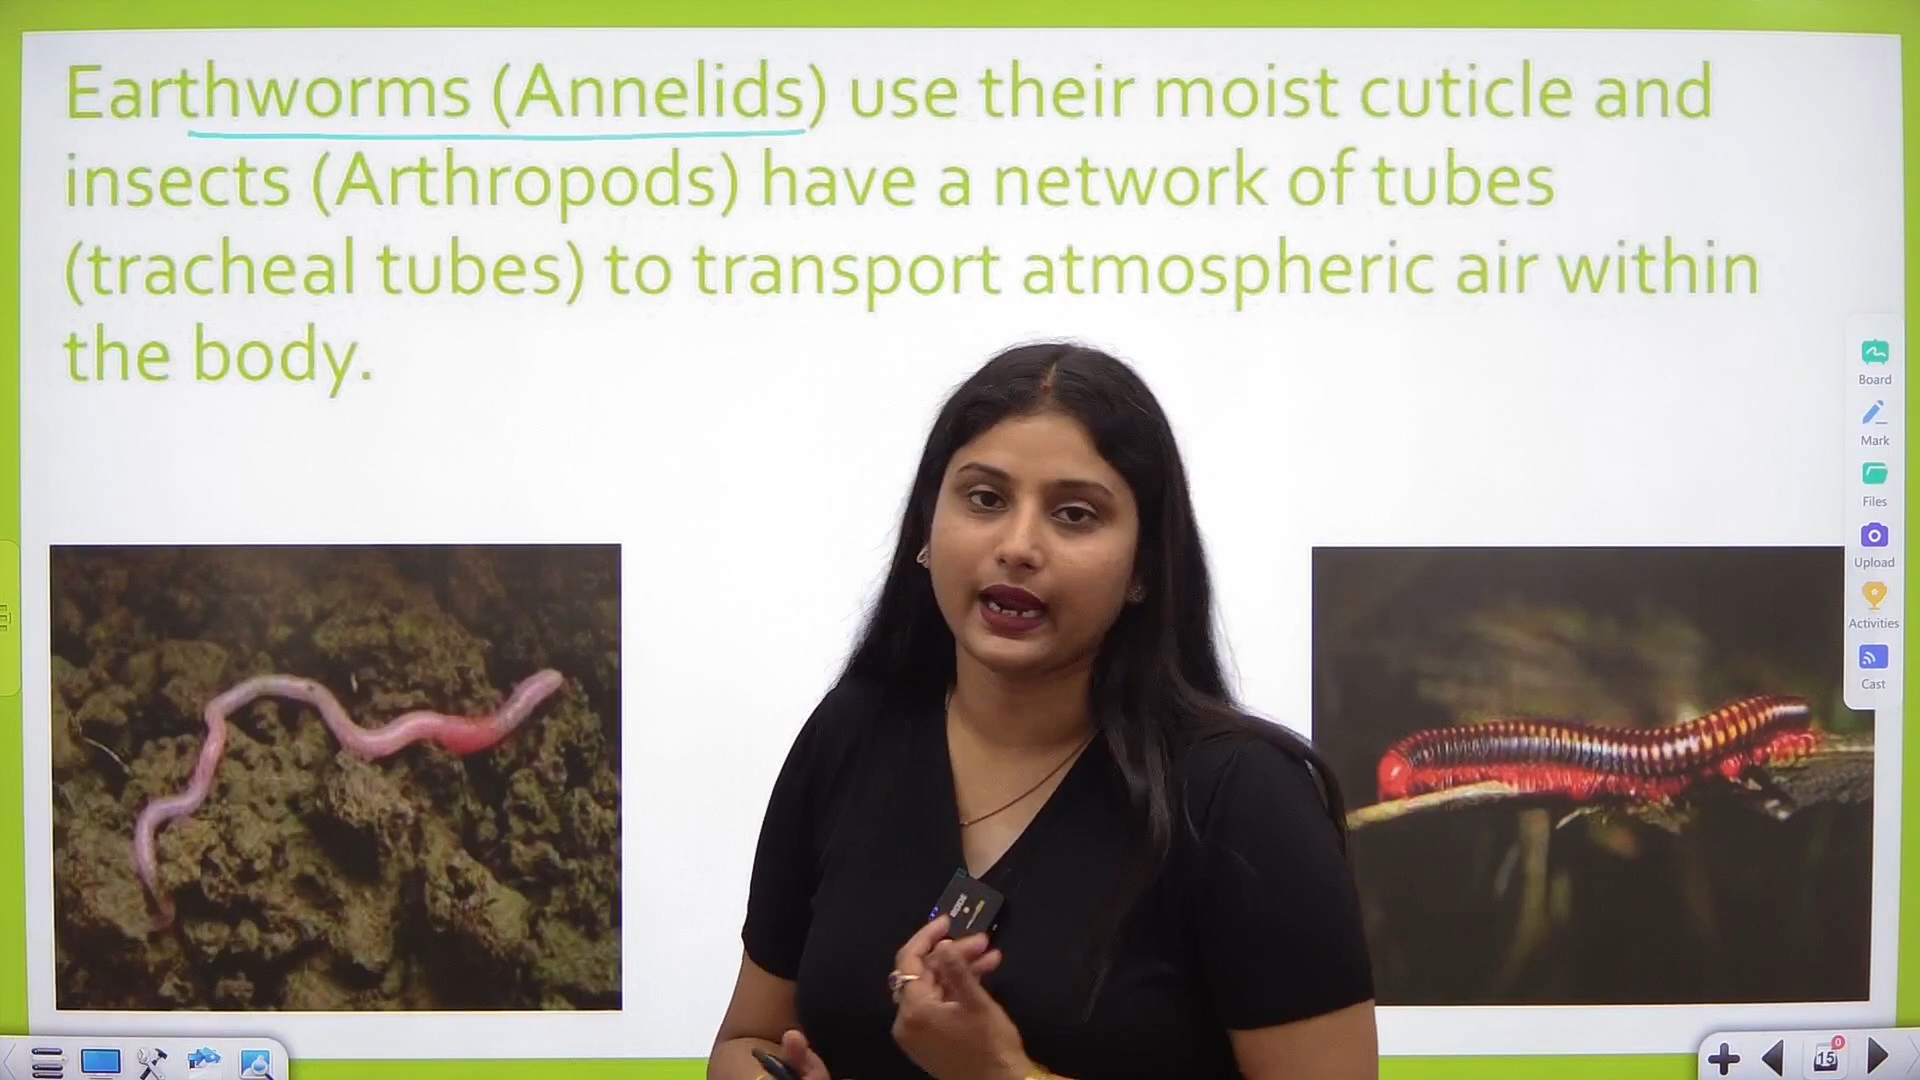 Earthworms (Annelids) use their moist cuticle and
insects (Arthropods) have a network of tubes
(tracheal tubes) to transport atmospheric air within
the body.
Board
Mark
Files
Upload
Activities
Cast
0
15